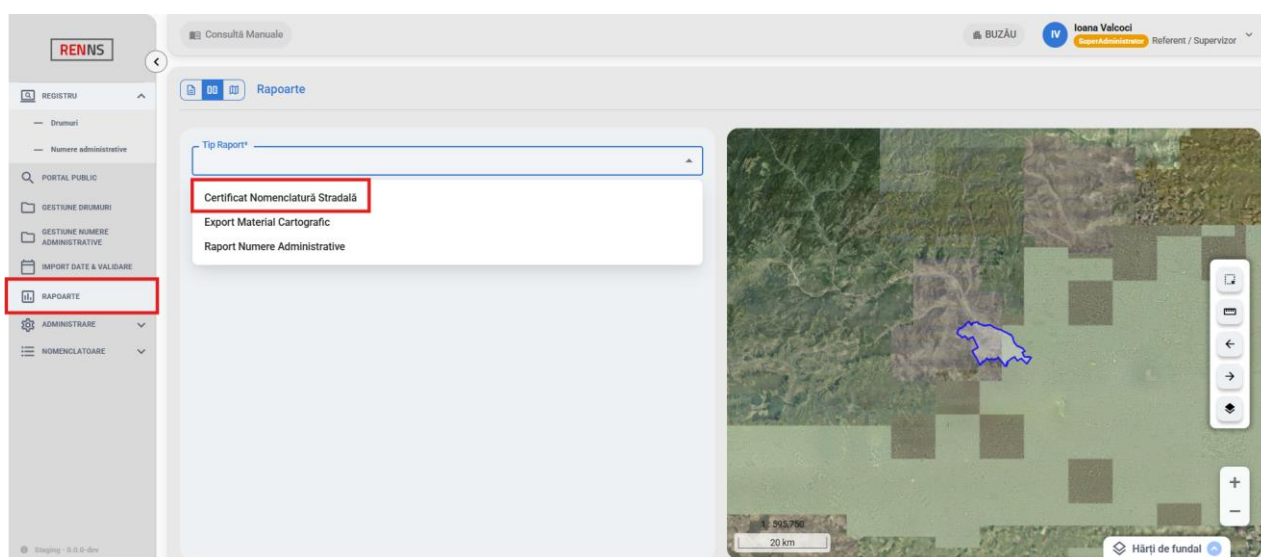 RENNS
Consultă Manuale
BUZĂU
IV
Ioana Valcoci
SuperAdministrator Referent / Supervizor
REGISTRU
Drumuri
Numere administrative
PORTAL PUBLIC
GESTIUNE DRUMURI
GESTIUNE NUMERE
ADMINISTRATIVE
IMPORT DATE & VALIDARE
RAPOARTE
ADMINISTRARE
NOMENCLATOARE
Staging - 0.0.0-dev
Rapoarte
Tip Raport*
Certificat Nomenclatură Stradală
Export Material Cartografic
Raport Numere Administrative
1 : 595.750
20 km
Hărți de fundal